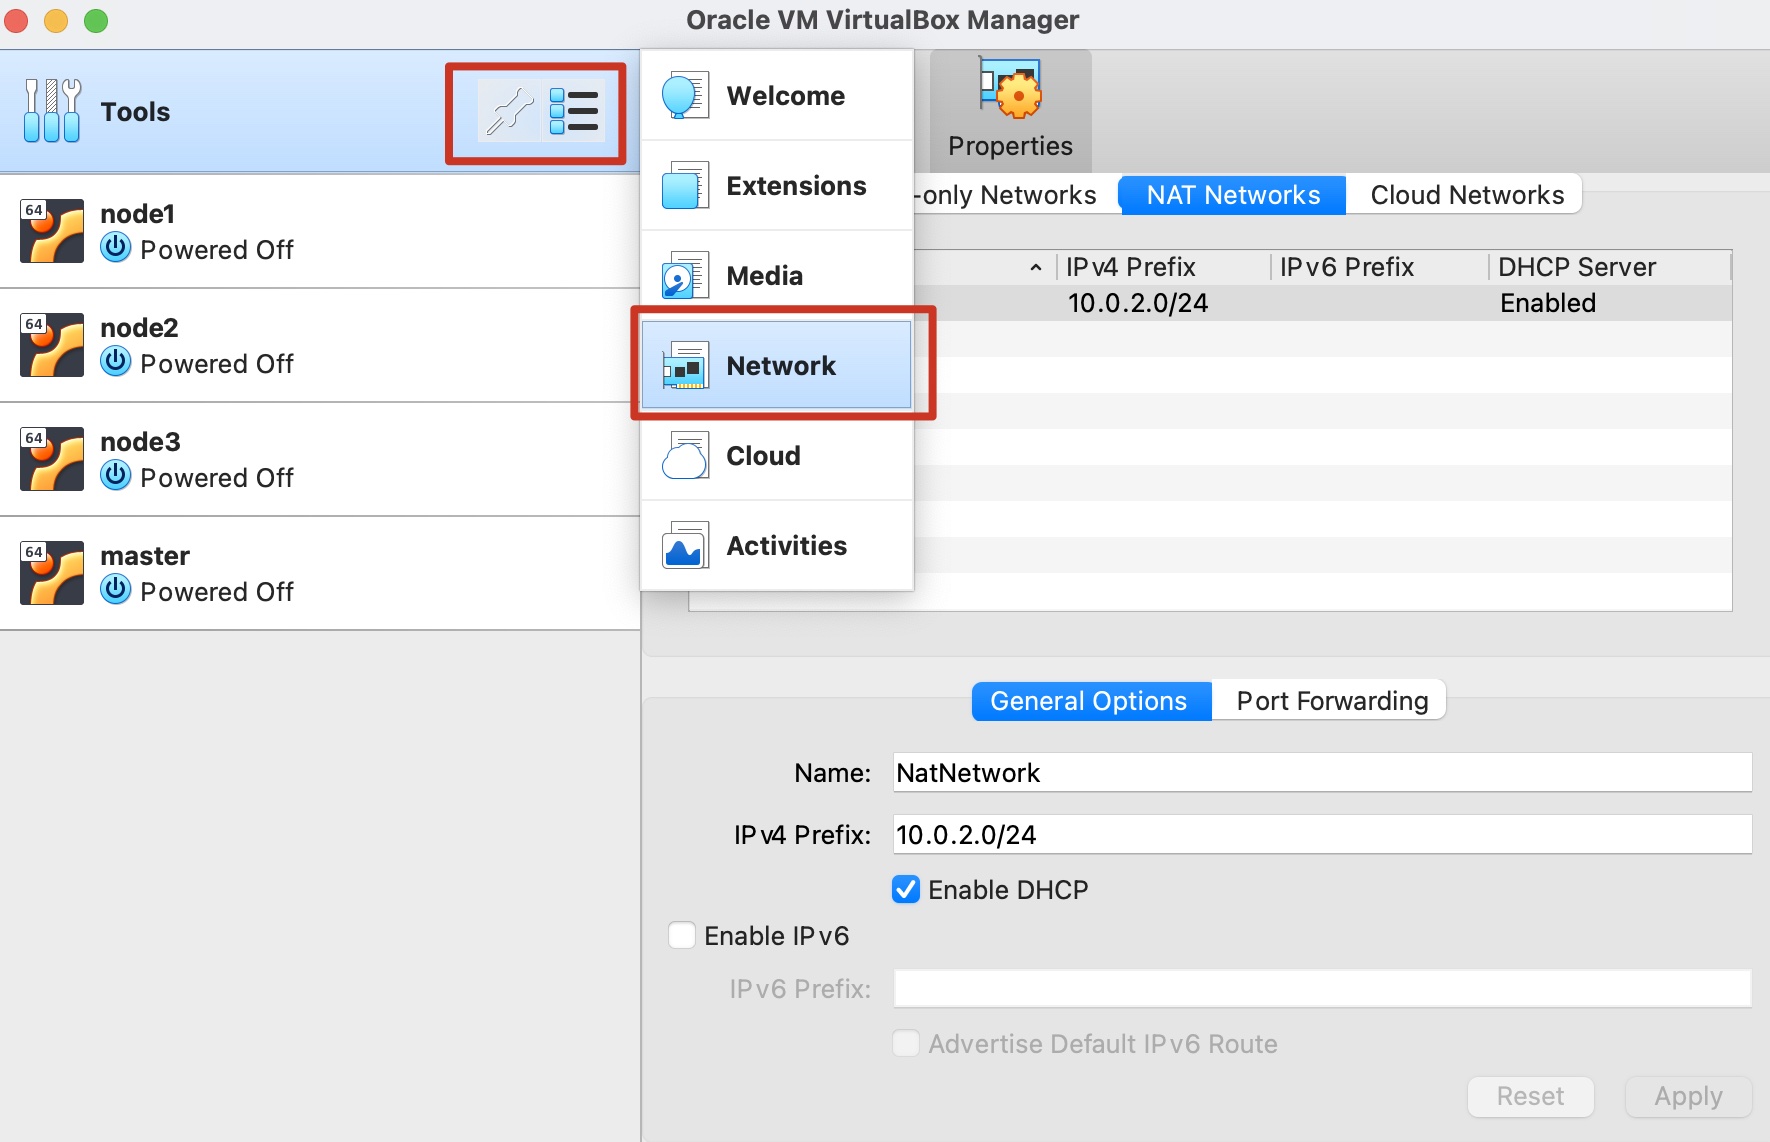 Oracle VM VirtualBox Manager
Tools
64
node1
Powered Off
64
node2
Powered Off
64
node3
Powered Off
64
master
Powered Off
Welcome
Extensions
Media
Network
Cloud
Activities
Properties
-only Networks
NAT Networks
Cloud Networks
IPv4 Prefix
IPv6 Prefix
DHCP Server
10.0.2.0/24
Enabled
General Options
Port Forwarding
Name: NatNetwork
IPv4 Prefix: 10.0.2.0/24
Enable DHCP
Enable IPv6
IPv6 Prefix:
Advertise Default IPv6 Route
Reset
Apply